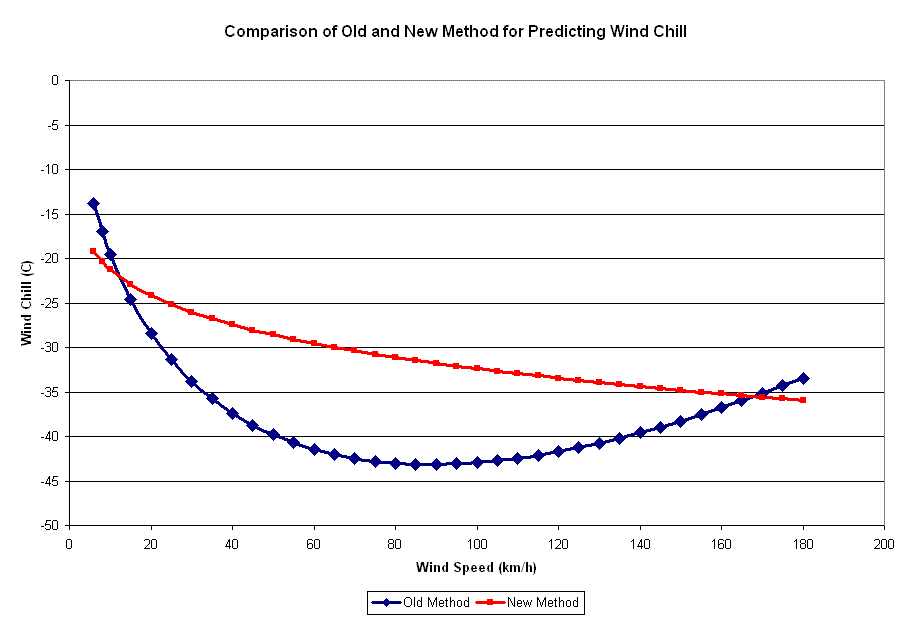 Comparison of Old and New Method for Predicting Wind Chill
0
-5
-10
-15
-20
-25
-30
-35
-40
-45
-50
Wind Chill (C)
0 20 40 60 80 100 120 140 160 180 200
Wind Speed (km/h)
Old Method New Method